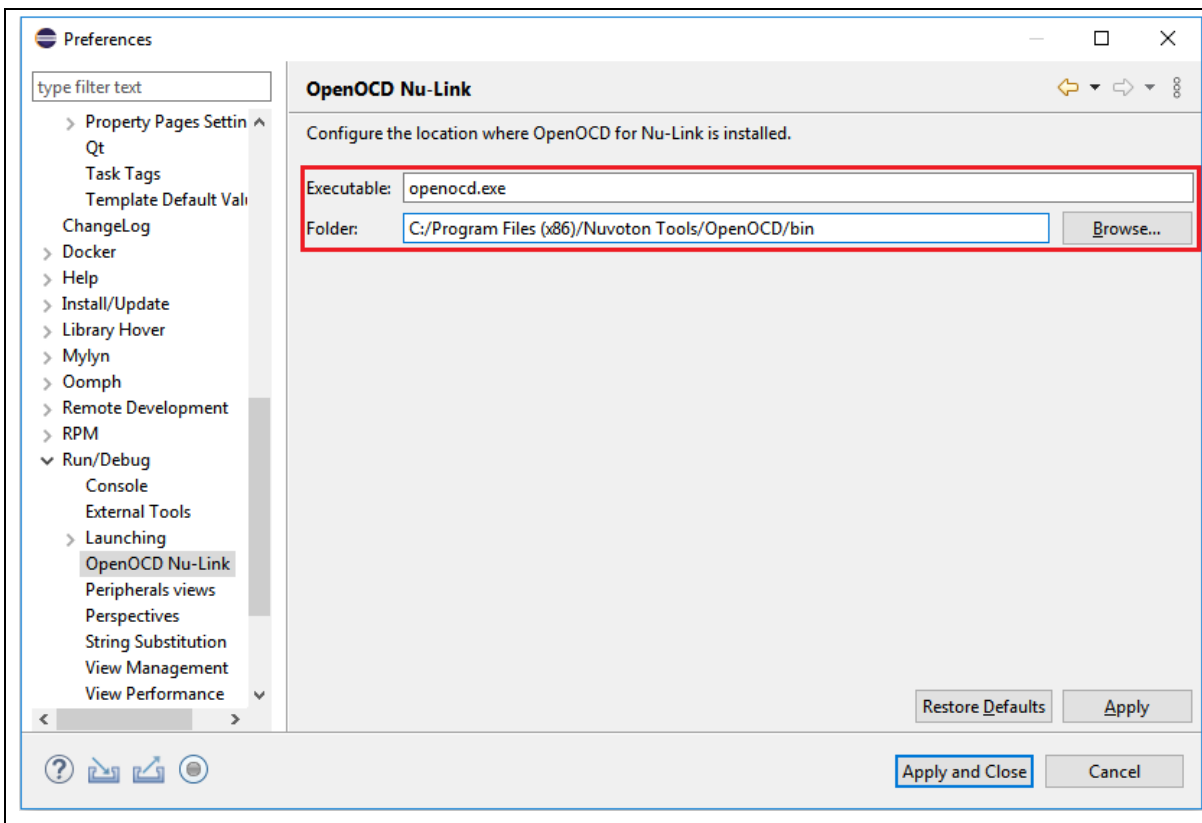 Preferences
type filter text
Property Pages Settin
Qt
Task Tags
Template Default Valu
ChangeLog
Docker
Help
Install/Update
Library Hover
Mylyn
Oomph
Remote Development
RPM
Run/Debug
Console
External Tools
Launching
OpenOCD Nu-Link
Peripherals views
Perspectives
String Substitution
View Management
View Performance
OpenOCD Nu-Link
Configure the location where OpenOCD for Nu-Link is installed.
Executable: openocd.exe
Folder: C:/Program Files (x86)/Nuvoton Tools/OpenOCD/bin Browse...
Restore Defaults Apply
Apply and Close Cancel